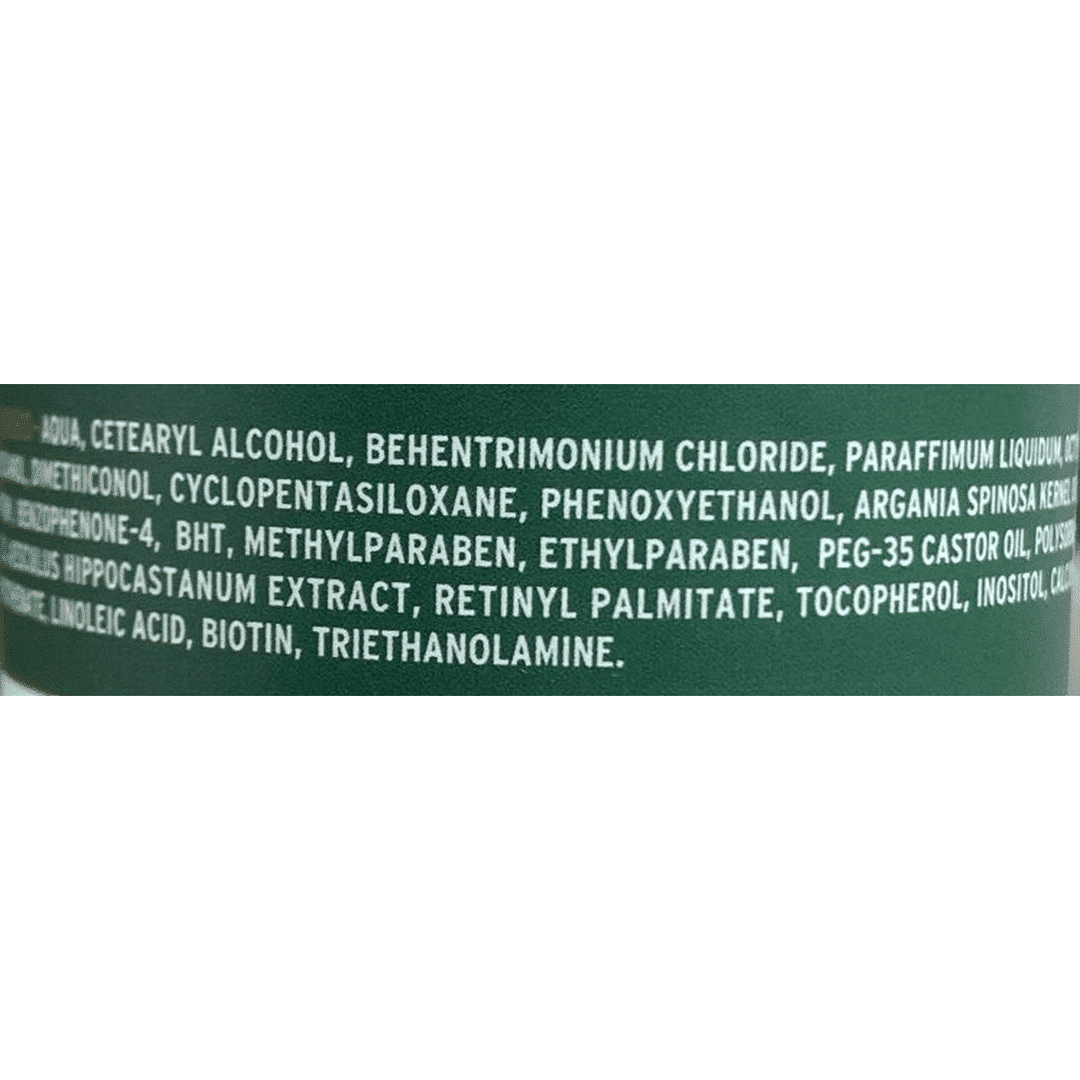 AQUA, CETEARYL ALCOHOL, BEHENTRIMONIUM CHLORIDE, PARAFFIMUM LIQUIDUM,
DIMETHICONOL, CYCLOPENTASILOXANE, PHENOXYETHANOL, ARGANIA SPINOSA KERNEL
BENZOPHENONE-4, BHT, METHYLPARABEN, ETHYLPARABEN, PEG-35 CASTOR OIL,
HIPPOCASTANUM EXTRACT, RETINYL PALMITATE, TOCOPHEROL, INOSITOL,
LINOLEIC ACID, BIOTIN, TRIETHANOLAMINE.